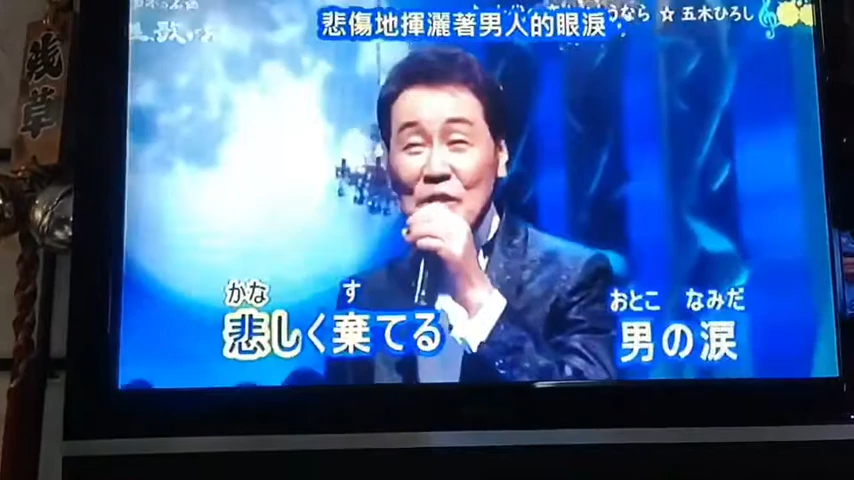 悲傷地揮灑著男人的眼淚
うなら ☆ 五木ひろし
浅草
かな す
悲しく棄てる
おとこ なみだ
男の涙